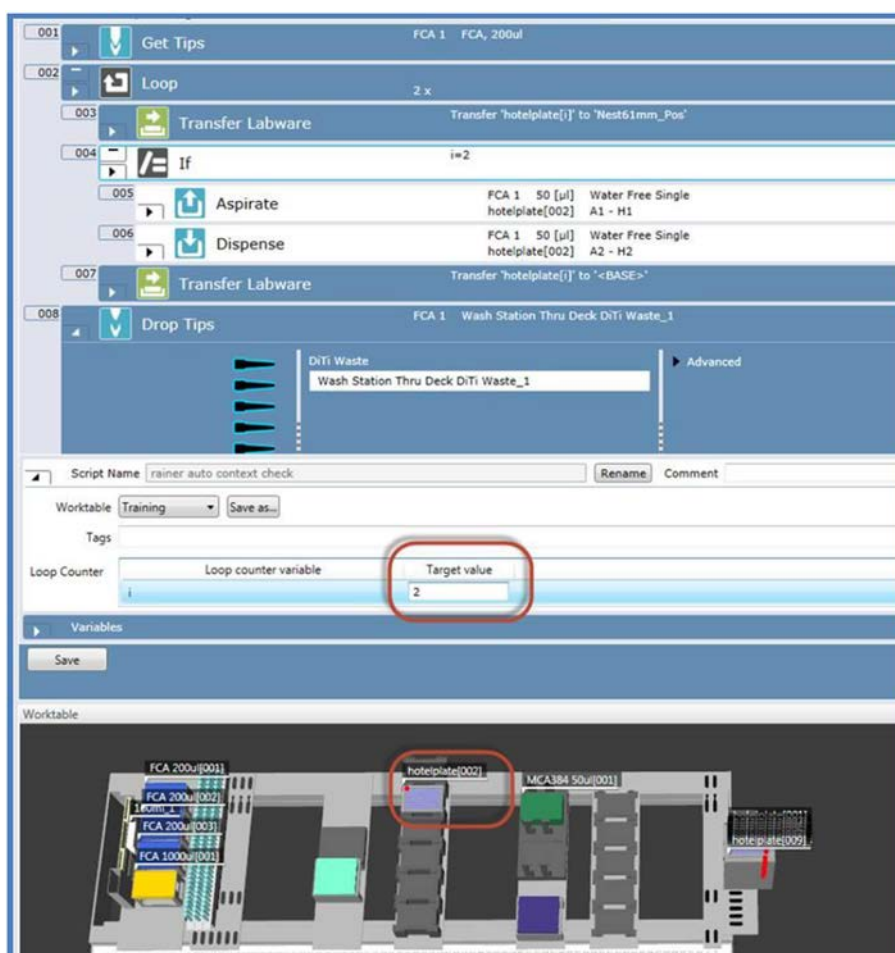 001 Get Tips FCA 1 FCA, 200ul
002 Loop 2 x
003 Transfer Labware Transfer 'hotelplate[i]' to 'Nest61mm_Pos'
004 If i=2
005 Aspirate FCA 1 50 [µl] Water Free Single
hotelplate[002] A1 - H1
006 Dispense FCA 1 50 [µl] Water Free Single
hotelplate[002] A2 - H2
007 Transfer Labware Transfer 'hotelplate[i]' to '<BASE>'
008 Drop Tips FCA 1 Wash Station Thru Deck DiTi Waste_1
DiTi Waste Advanced
Wash Station Thru Deck DiTi Waste_1
Script Name rainer auto context check Rename Comment
Worktable Training Save as...
Tags
Loop Counter Loop counter variable Target value
i 2
Variables
Save
Worktable
FCA 200ul[001] hotelplate[002] MCA384 50ul[001]
FCA 200ul[002]
FCA 200ul[003]
hotelplate[009]
FCA 1000ul[001]